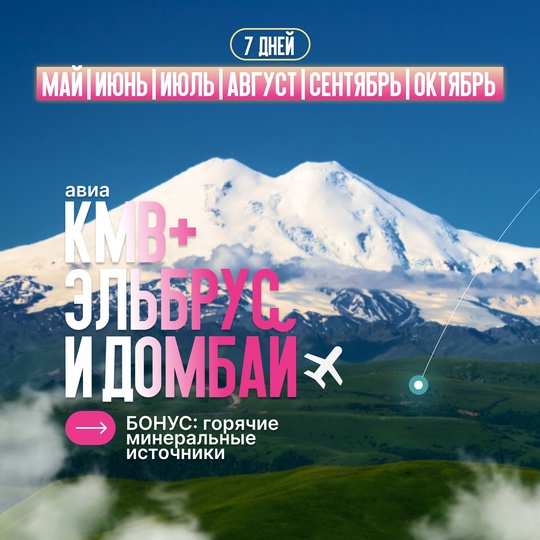 7 ДНЕЙ
МАЙ|ИЮНЬ|ИЮЛЬ|АВГУСТ|СЕНТЯБРЬ|ОКТЯБРЬ
авиа
КМВ+
ЭЛЬБРУС
И ДОМБАЙ
БОНУС: горячие
минеральные
источники